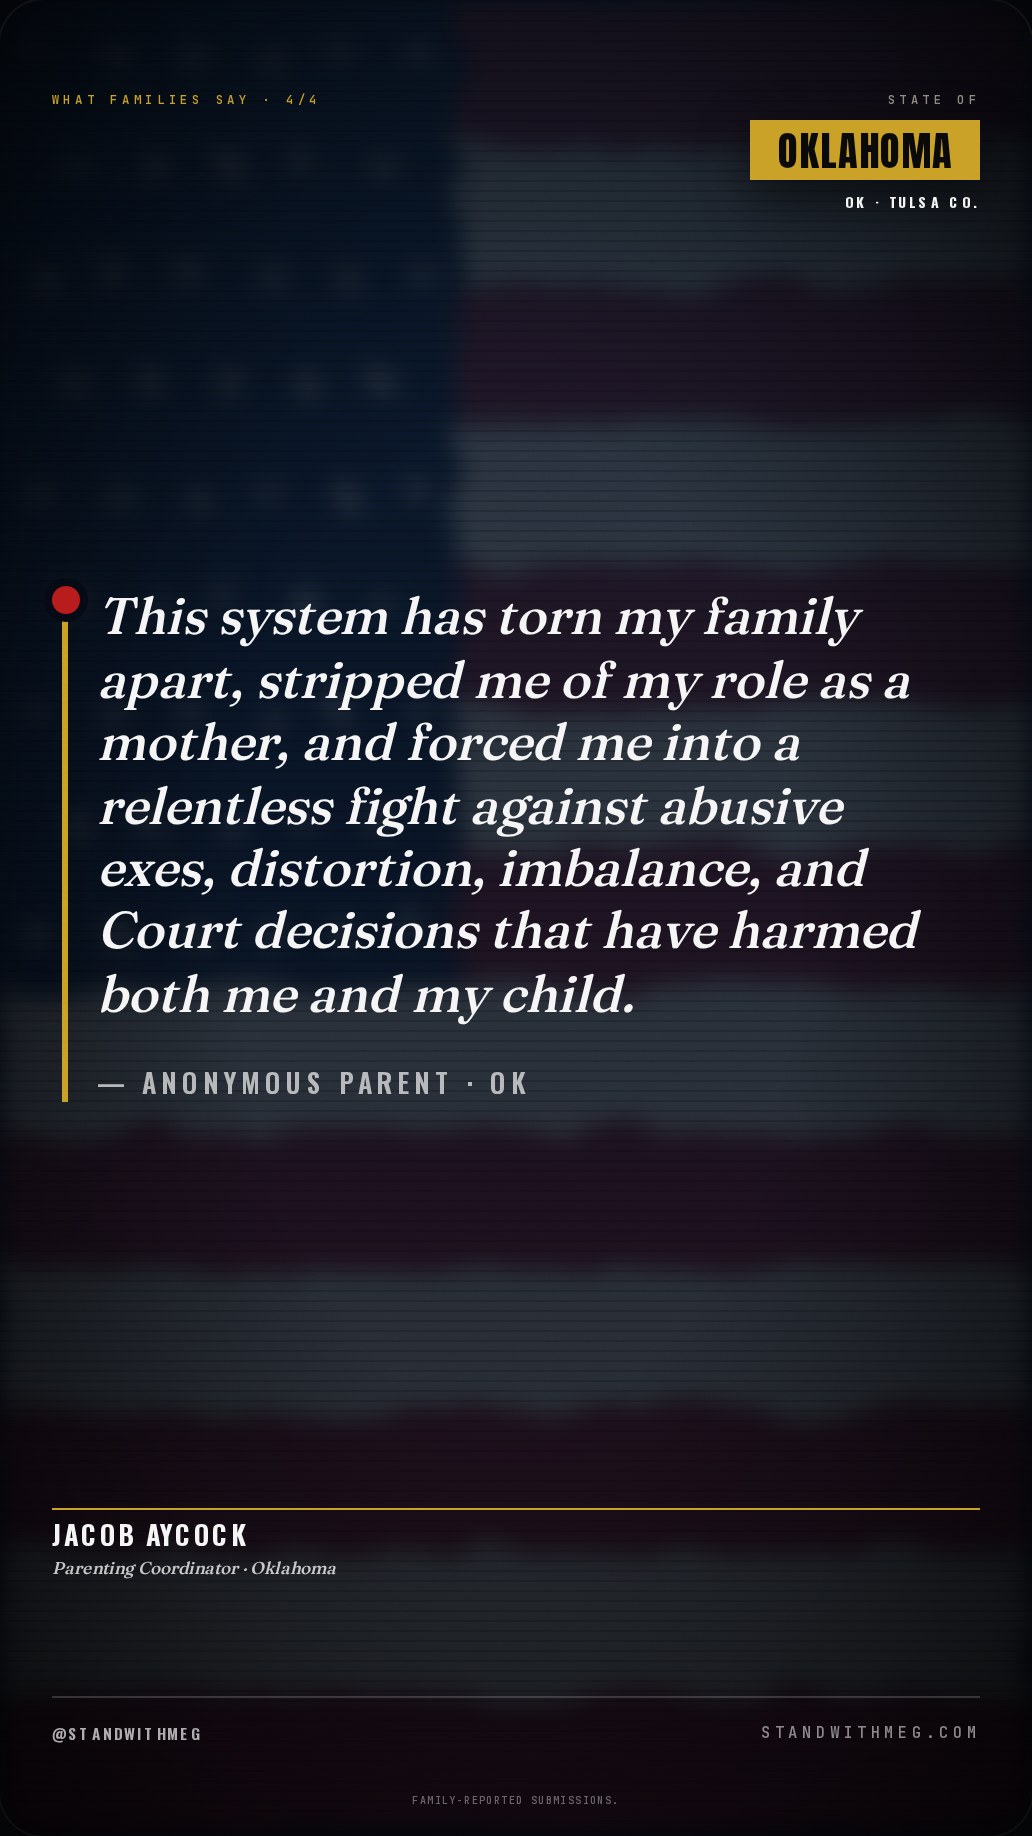 WHAT FAMILIES SAY · 4/4
STATE OF
OKLAHOMA
OK · TULSA CO.
This system has torn my family
apart, stripped me of my role as a
mother, and forced me into a
relentless fight against abusive
exes, distortion, imbalance, and
Court decisions that have harmed
both me and my child.
— ANONYMOUS PARENT · OK
JACOB AYCOCK
Parenting Coordinator · Oklahoma
@STANDWITHMEG
STANDWITHMEG.COM
FAMILY-REPORTED SUBMISSIONS.